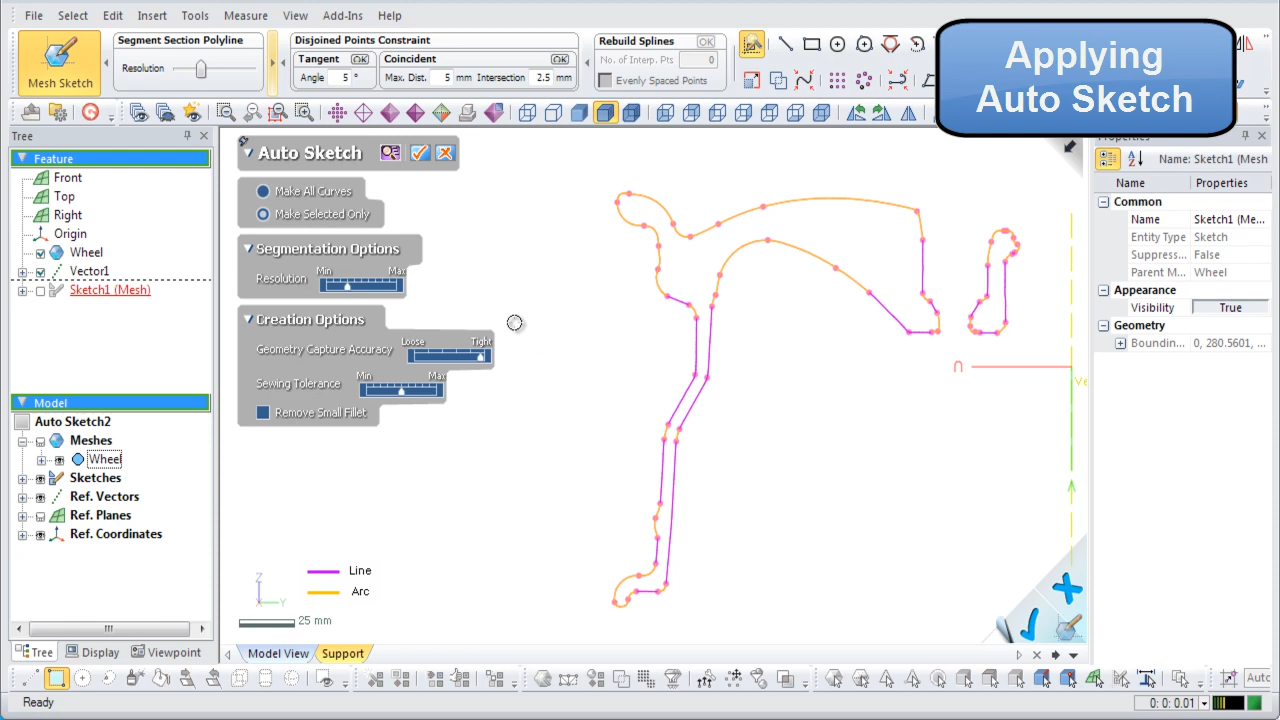 File Select Edit Insert Tools Measure View Add-Ins Help
Applying
Auto Sketch
Mesh Sketch
Segment Section Polyline
Resolution
Disjoined Points Constraint
Tangent OK Coincident OK
Angle 5 ° Max. Dist. 5 mm Intersection 2.5 mm
Rebuild Splines OK
No. Points 0
Evenly Spaced Points
Tree
Feature
Front
Top
Right
Origin
Wheel
Vector1
Sketch1 (Mesh)
Model
Auto Sketch2
Meshes
Wheel
Sketches
Ref. Vectors
Ref. Planes
Ref. Coordinates
Tree Display Viewpoint
Auto Sketch
Make All Curves
Make Selected Only
Segmentation Options
Min Max
Resolution
Creation Options
Loose Tight
Geometry Capture Accuracy
Min Max
Sewing Tolerance
Remove Small Fillet
Line
Arc
Z
X Y
25 mm
Model View Support
Name: Sketch1 (Mesh
Name Properties
Common
Name Sketch1 (Me...
Entity Type Sketch
Suppress... False
Parent M... Wheel
Appearance
Visibility True
Geometry
Boundin... 0, 280.5601, ...
Ready
0: 0: 0.01